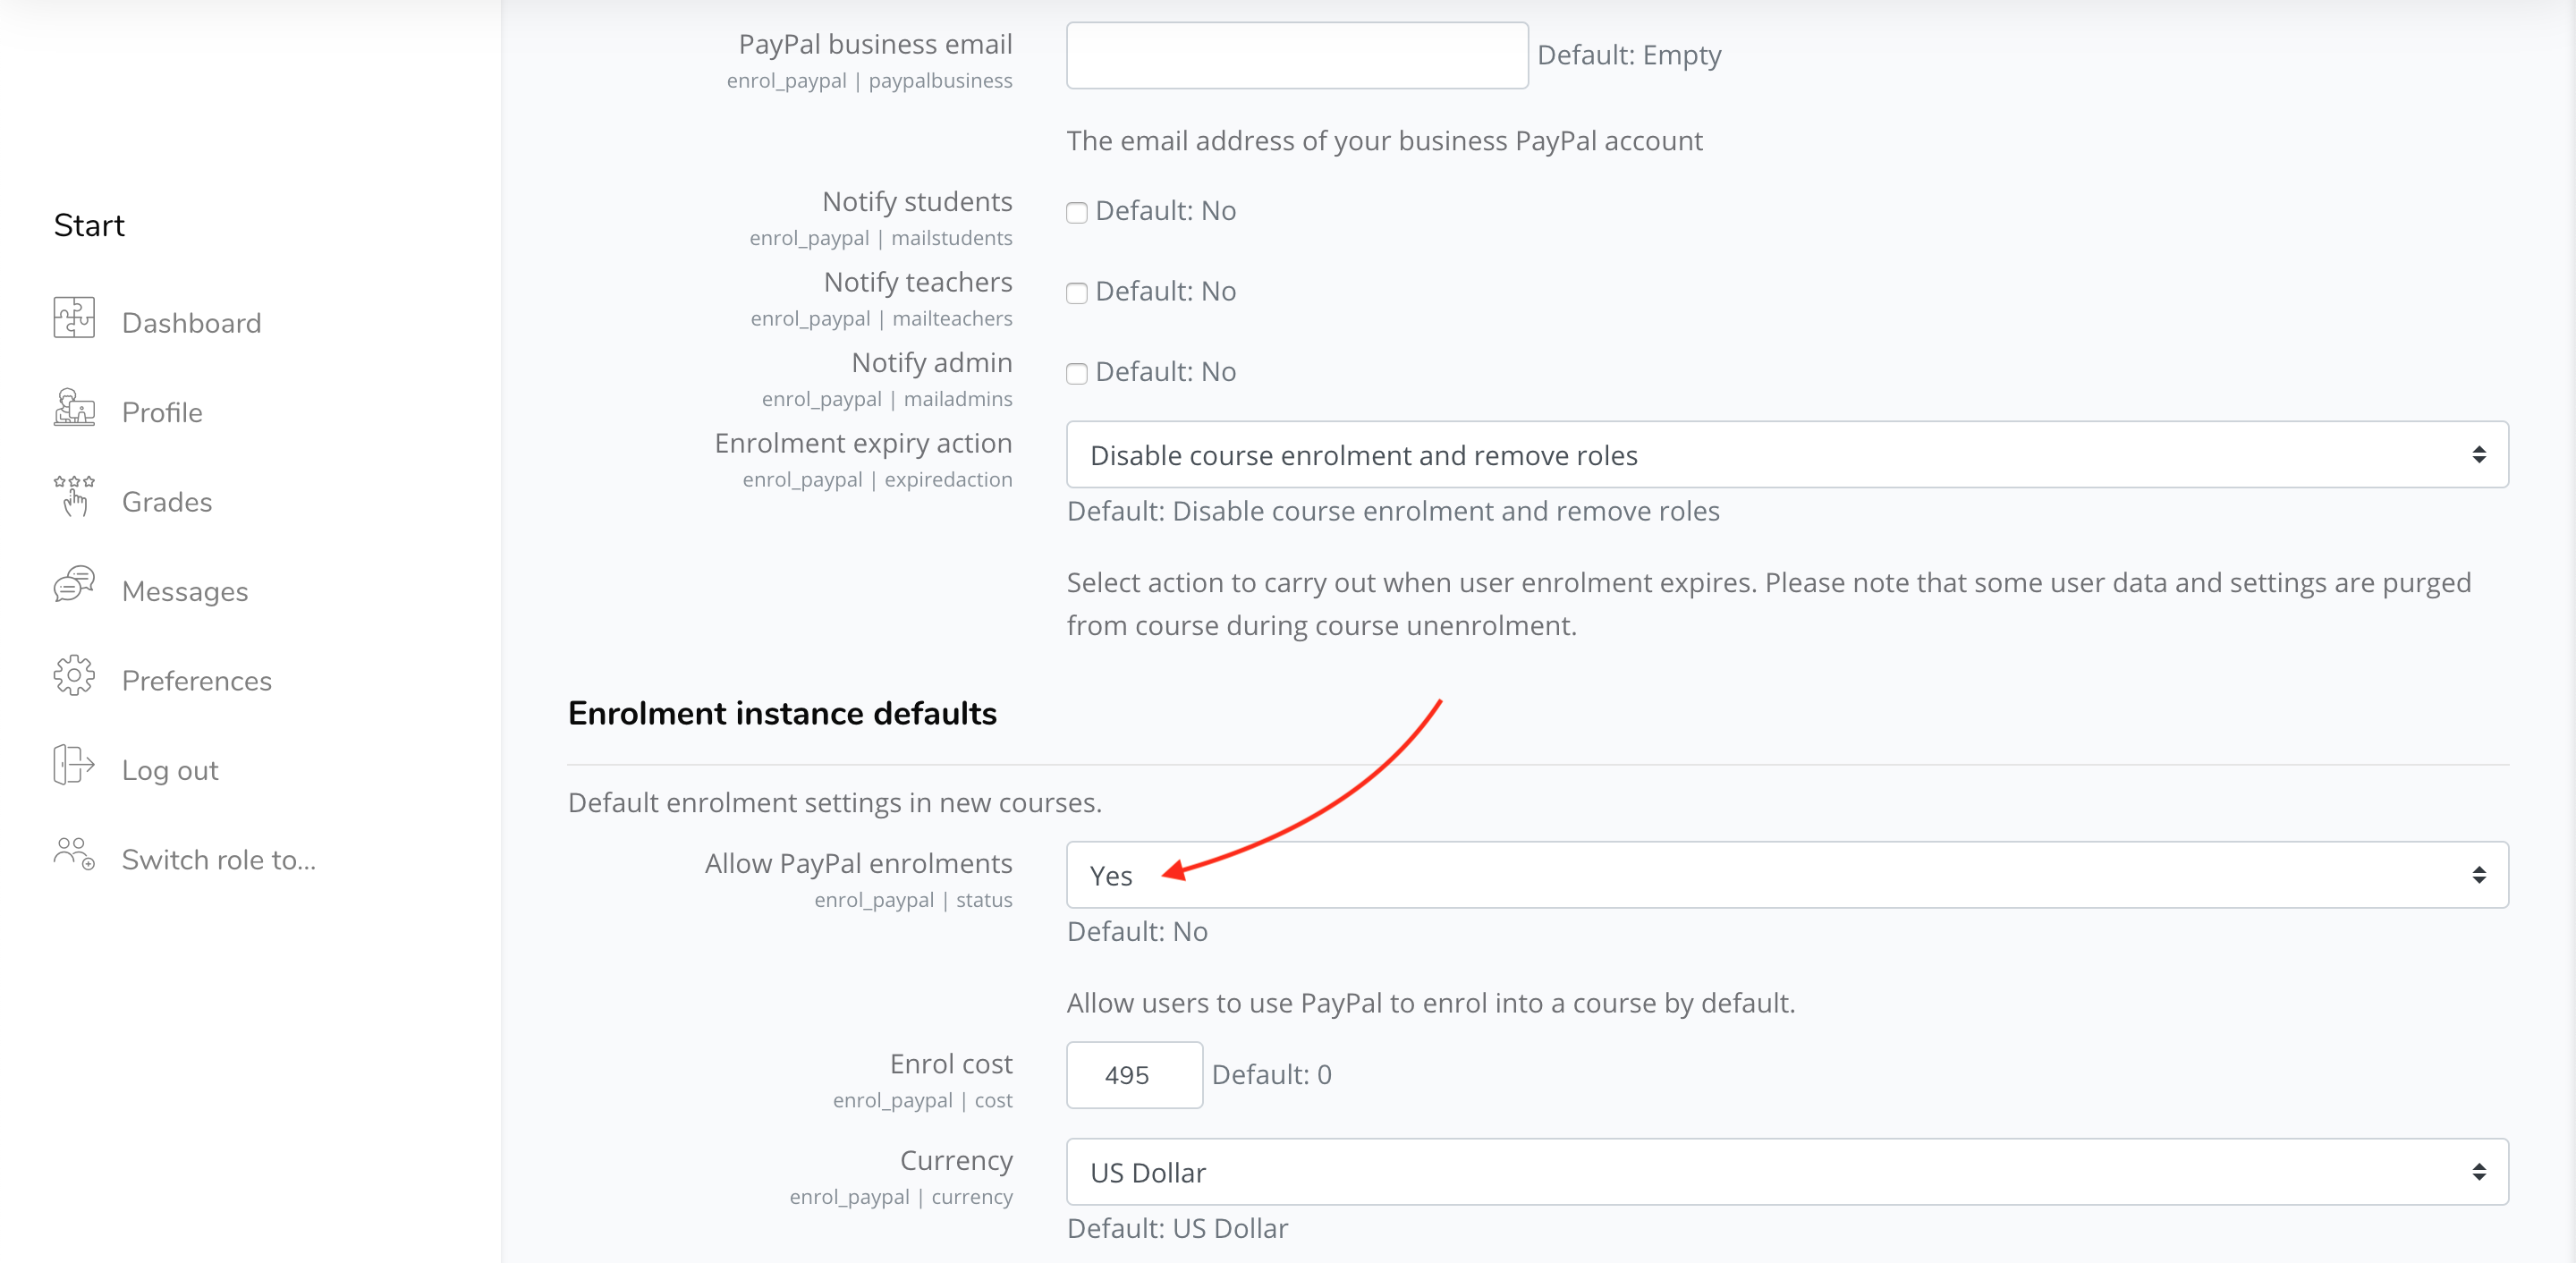 Start
Dashboard
Profile
Grades
Messages
Preferences
Log out
Switch role to...
PayPal business email
enrol_paypal | paypalbusiness
Default: Empty
The email address of your business PayPal account
Notify students
enrol_paypal | mailstudents
Default: No
Notify teachers
enrol_paypal | mailteachers
Default: No
Notify admin
enrol_paypal | mailadmins
Default: No
Enrolment expiry action
enrol_paypal | expiredaction
Disable course enrolment and remove roles
Default: Disable course enrolment and remove roles
Select action to carry out when user enrolment expires. Please note that some user data and settings are purged
from course during course unenrolment.
Enrolment instance defaults
Default enrolment settings in new courses.
Allow PayPal enrolments
enrol_paypal | status
Yes
Default: No
Allow users to use PayPal to enrol into a course by default.
Enrol cost
enrol_paypal | cost
495
Default: 0
Currency
enrol_paypal | currency
US Dollar
Default: US Dollar